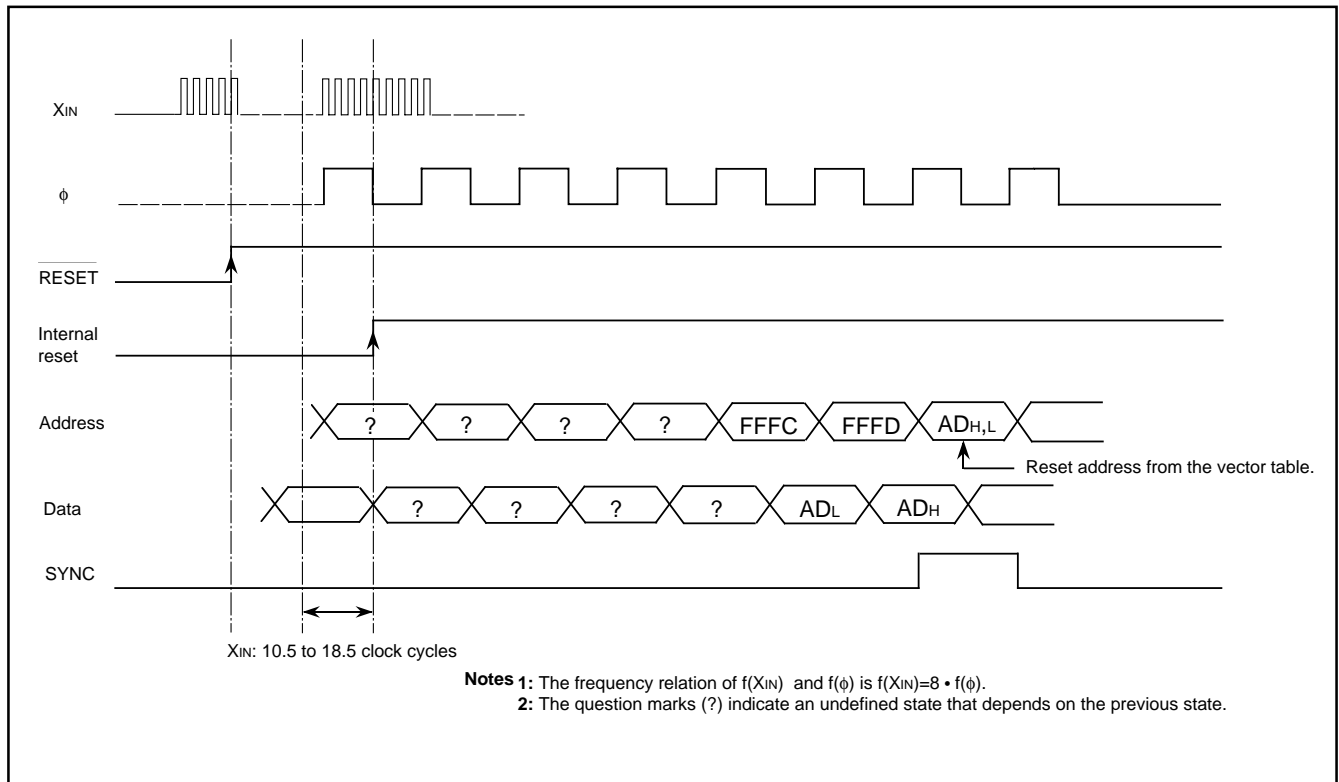 XIN
ϕ
RESET
Internal
reset
Address
? ? ? ? FFFC FFFD ADH,L
Reset address from the vector table.
Data
? ? ? ? ADL ADH
SYNC
XIN: 10.5 to 18.5 clock cycles
Notes 1: The frequency relation of f(XIN) and f(ϕ) is f(XIN)=8 • f(ϕ).
2: The question marks (?) indicate an undefined state that depends on the previous state.